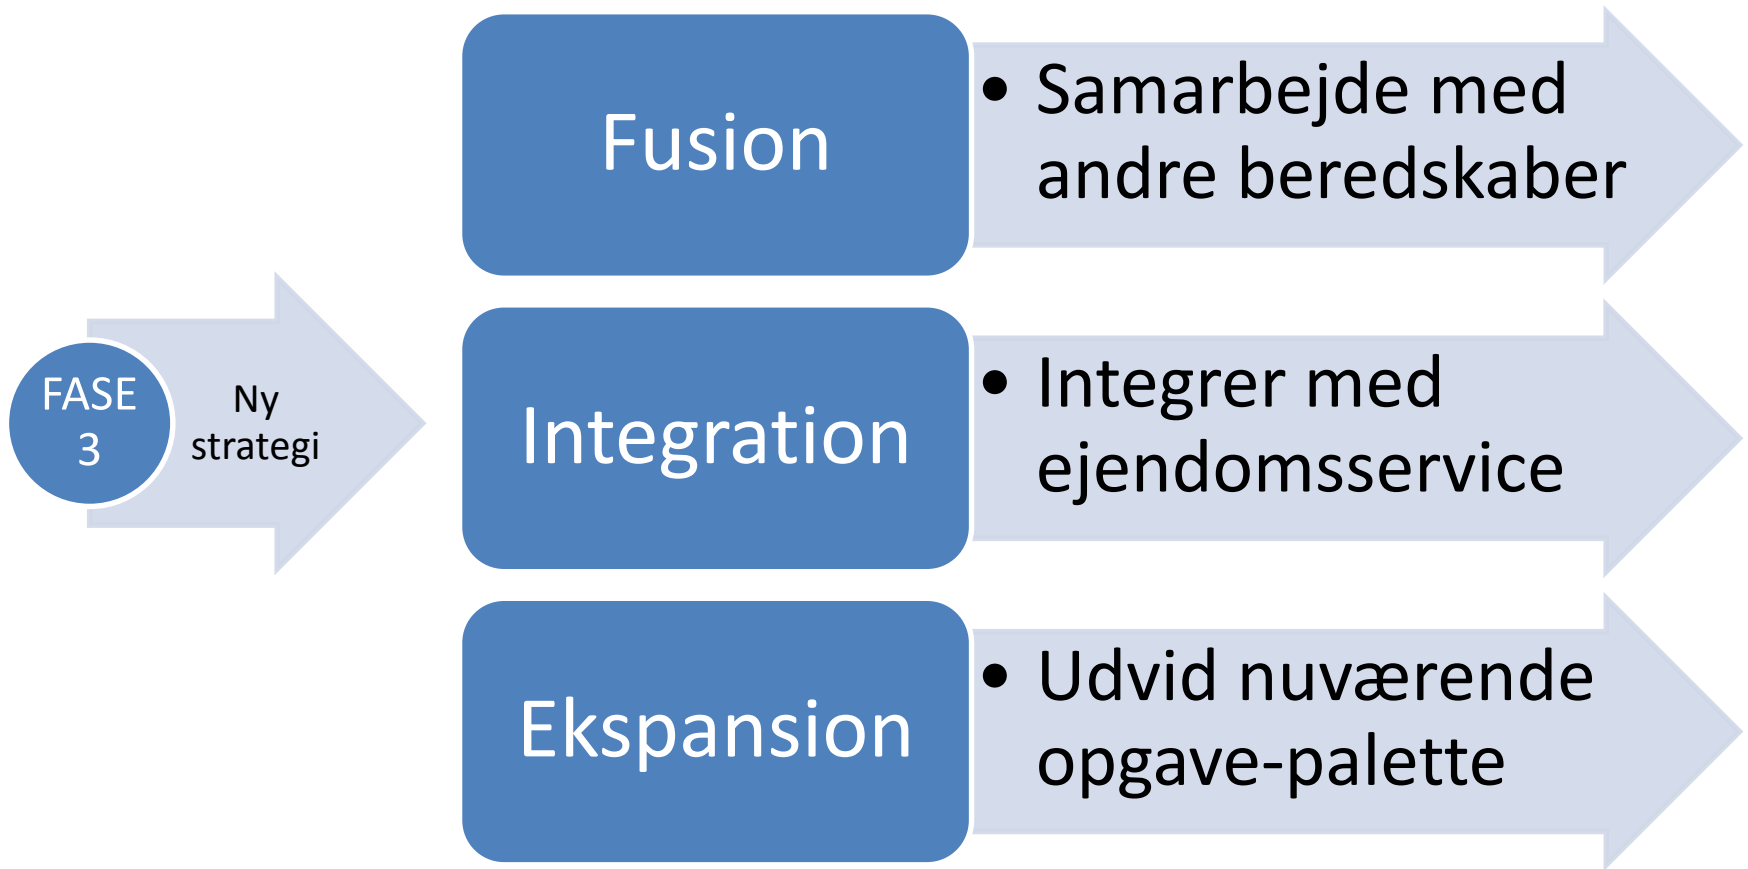 FASE
3
Ny
strategi
Fusion
• Samarbejde med
andre beredskaber
Integration
• Integrer med
ejendomsservice
Ekspansion
• Udvid nuværende
opgave-palette